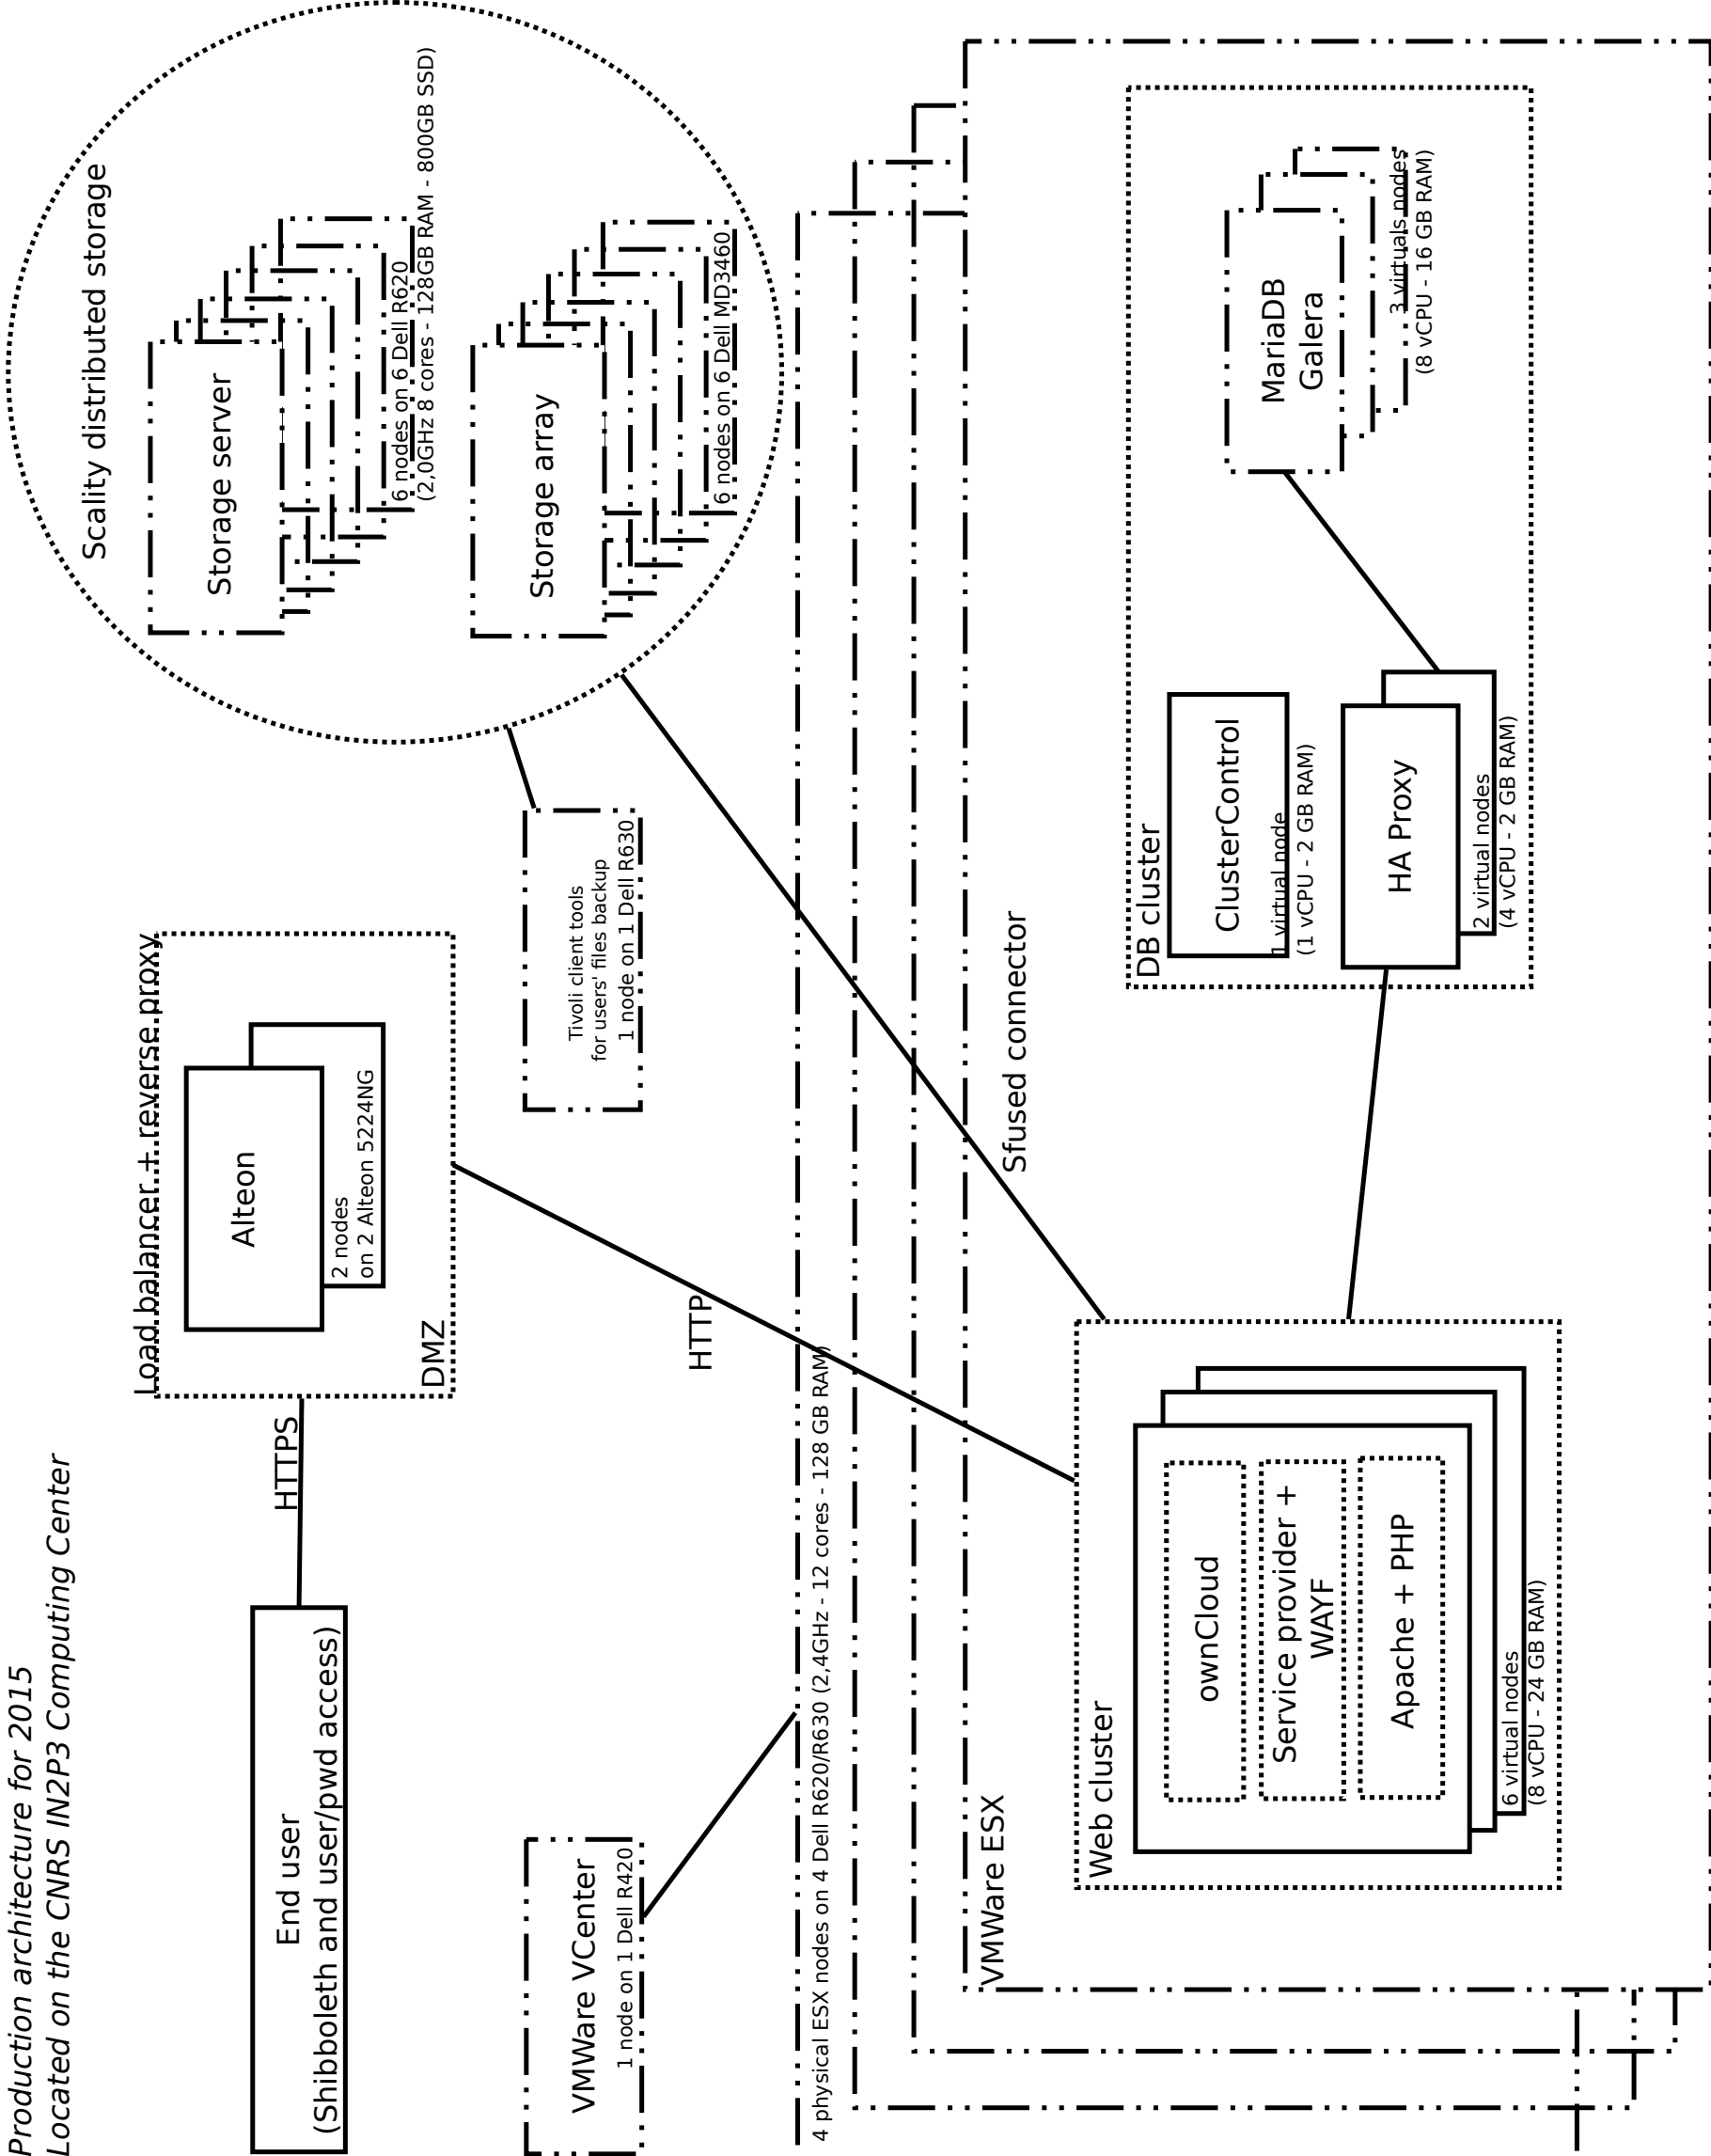 Production architecture for 2015
Located on the CNRS IN2P3 Computing Center
End user
(Shibboleth and user/pwd access)
HTTPS
Load balancer + reverse proxy
Alteon
2 nodes
on 2 Alteon 5224NG
DMZ
Scality distributed storage
Storage server
6 nodes on 6 Dell R620
(2,0GHz 8 cores - 128GB RAM - 800GB SSD)
Storage array
6 nodes on 6 Dell MD3460
Tivoli client tools
for users' files backup
1 node on 1 Dell R630
VMWare VCenter
1 node on 1 Dell R420
HTTP
4 physical ESX nodes on 4 Dell R620/R630 (2,4GHz - 12 cores - 128 GB RAM)
Sfused connector
VMWare ESX
Web cluster
ownCloud
Service provider +
WAYF
Apache + PHP
6 virtual nodes
(8 vCPU - 24 GB RAM)
DB cluster
ClusterControl
1 virtual node
(1 vCPU - 2 GB RAM)
HA Proxy
2 virtual nodes
(4 vCPU - 2 GB RAM)
MariaDB
Galera
3 virtuals nodes
(8 vCPU - 16 GB RAM)